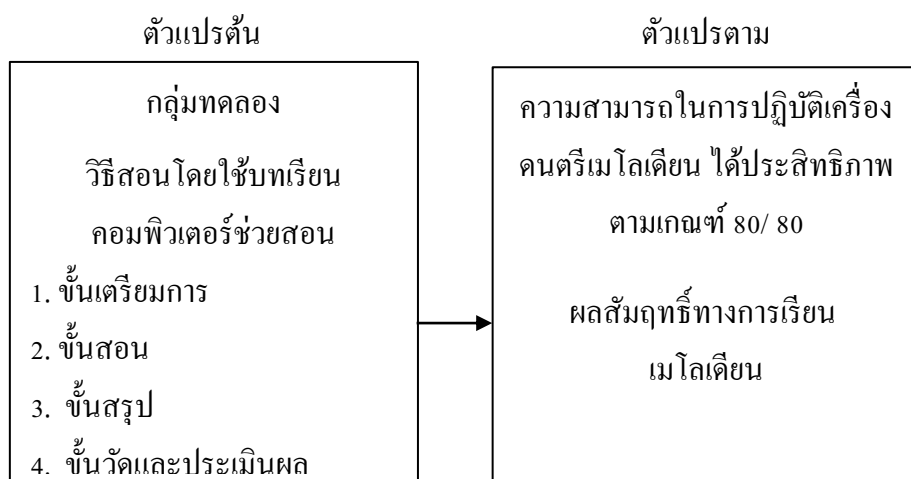 ตัวแปรต้น
กลุ่มทดลอง
วิธีสอนโดยใช้บทเรียน
คอมพิวเตอร์ช่วยสอน
1. ขั้นเตรียมการ
2. ขั้นสอน
3. ขั้นสรุป
4. ขั้นวัดและประเมินผล
ตัวแปรตาม
ความสามารถในการปฏิบัติเครื่อง
ดนตรีเมโลเดียน ได้ประสิทธิภาพ
ตามเกณฑ์ 80/ 80
ผลสัมฤทธิ์ทางการเรียน
เมโลเดียน